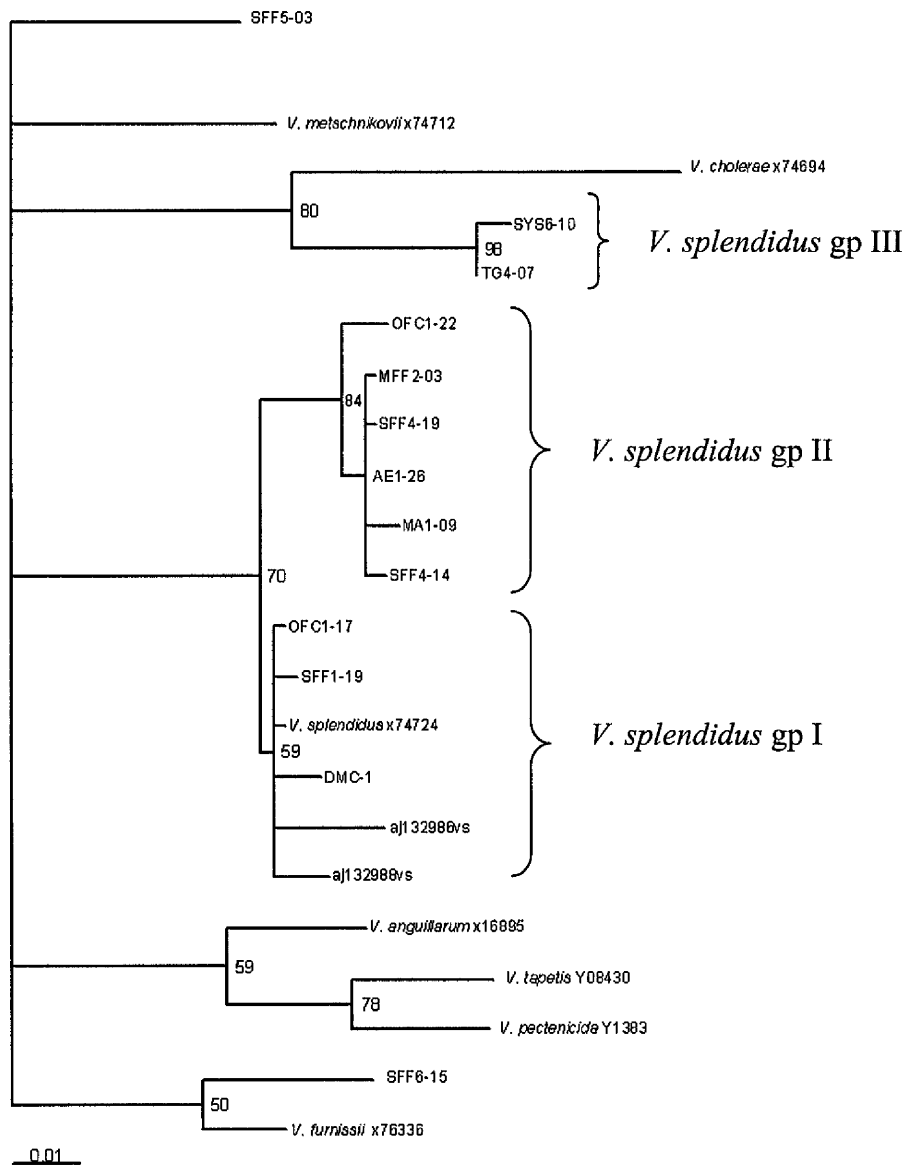 SFF5-03
V. metschnikovii x74712
V. cholerae x74694
80
SYS6-10
98
TG4-07
V. splendidus gp III
OFC1-22
MFF2-03
84
SFF4-19
AE1-26
V. splendidus gp II
MA1-09
SFF4-14
70
OFC1-17
SFF1-19
V. splendidus x74724
V. splendidus gp I
59
DMC-1
aj132986vs
aj132988vs
V. anguillarum x16895
59
V. tapetis Y08430
78
V. pectenicida Y1383
SFF6-15
50
V. furnissii x76336
0.01